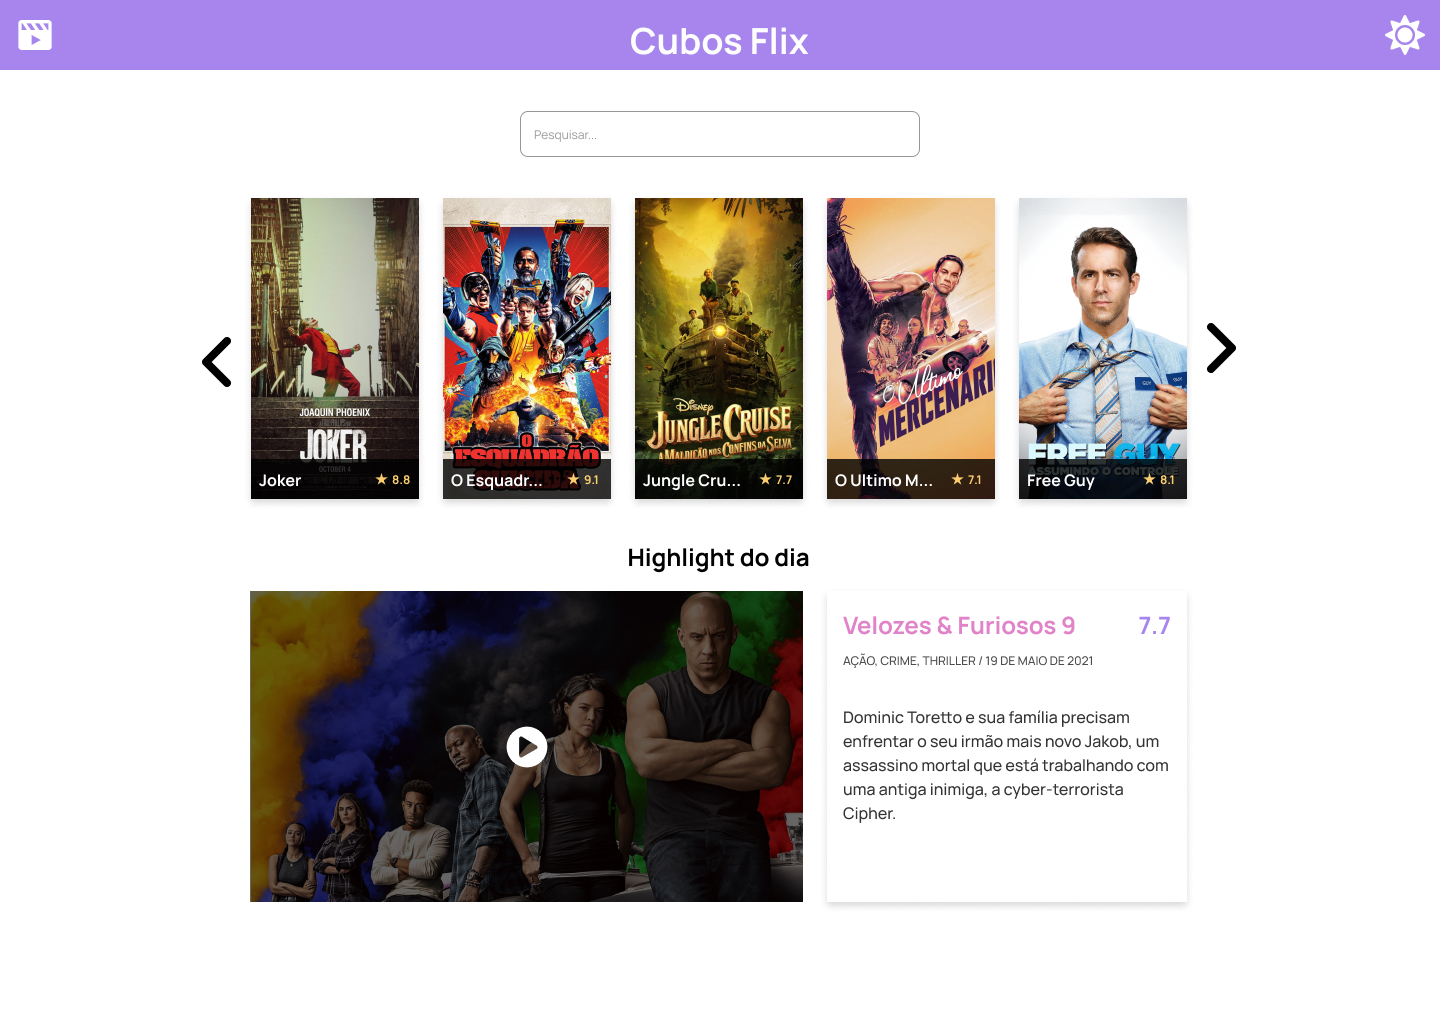 Cubos Flix
Pesquisar...
JOAQUIN PHOENIX
JOKER
OCTOBER 4
Joker
★ 8.8
O
ESQUADRÃO
O Esquadr...
★ 9.1
Disney
JUNGLE CRUISE
A MALDIÇÃO NOS CONFINS DA SELVA
Jungle Cru...
★ 7.7
O Último
MERCENÁRI
O Ultimo M...
★ 7.1
GUY
GUY
FREE GUY
ASSUMINDO O CONTROLE
Free Guy
★ 8.1
Highlight do dia
Velozes & Furiosos 9
7.7
AÇÃO, CRIME, THRILLER / 19 DE MAIO DE 2021
Dominic Toretto e sua família precisam
enfrentar o seu irmão mais novo Jakob, um
assassino mortal que está trabalhando com
uma antiga inimiga, a cyber-terrorista
Cipher.